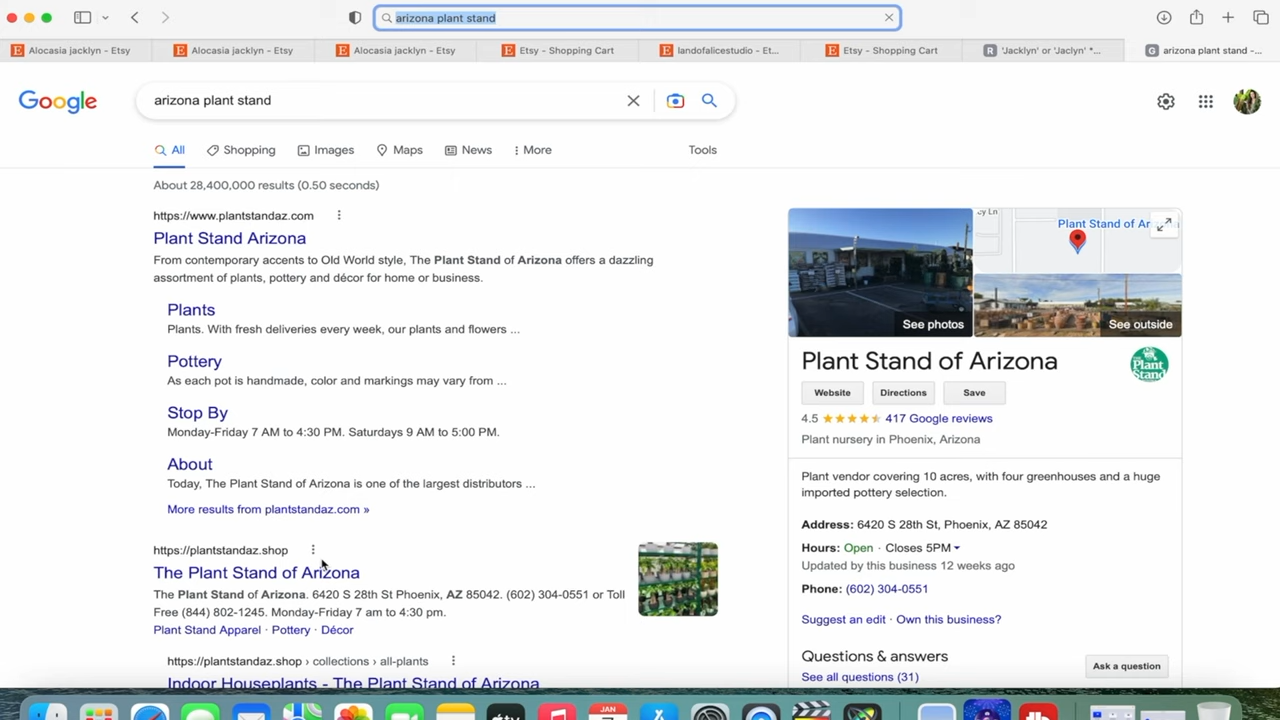 arizona plant stand
Alocasia jacklyn - Etsy
Alocasia jacklyn - Etsy
Alocasia jacklyn - Etsy
Etsy - Shopping Cart
landofalicestudio - Et...
Etsy - Shopping Cart
'Jacklyn' or 'Jaclyn' *...
arizona plant stand -...
Google
arizona plant stand
All
Shopping
Images
Maps
News
More
Tools
About 28,400,000 results (0.50 seconds)
https://www.plantstandaz.com
Plant Stand Arizona
From contemporary accents to Old World style, The Plant Stand of Arizona offers a dazzling
assortment of plants, pottery and décor for home or business.
Plants
Plants. With fresh deliveries every week, our plants and flowers ...
Pottery
As each pot is handmade, color and markings may vary from ...
Stop By
Monday-Friday 7 AM to 4:30 PM. Saturdays 9 AM to 5:00 PM.
About
Today, The Plant Stand of Arizona is one of the largest distributors ...
More results from plantstandaz.com »
https://plantstandaz.shop
The Plant Stand of Arizona
The Plant Stand of Arizona. 6420 S 28th St Phoenix, AZ 85042. (602) 304-0551 or Toll
Free (844) 802-1245. Monday-Friday 7 am to 4:30 pm.
Plant Stand Apparel · Pottery · Décor
https://plantstandaz.shop › collections › all-plants
Indoor Houseplants - The Plant Stand of Arizona
See photos
cy Ln
Plant Stand of Ar
See outside
Plant Stand of Arizona
The Plant Stand
Website
Directions
Save
4.5
417 Google reviews
Plant nursery in Phoenix, Arizona
Plant vendor covering 10 acres, with four greenhouses and a huge
imported pottery selection.
Address: 6420 S 28th St, Phoenix, AZ 85042
Hours: Open · Closes 5PM
Updated by this business 12 weeks ago
Phone: (602) 304-0551
Suggest an edit · Own this business?
Questions & answers
See all questions (31)
Ask a question
JAN
tv